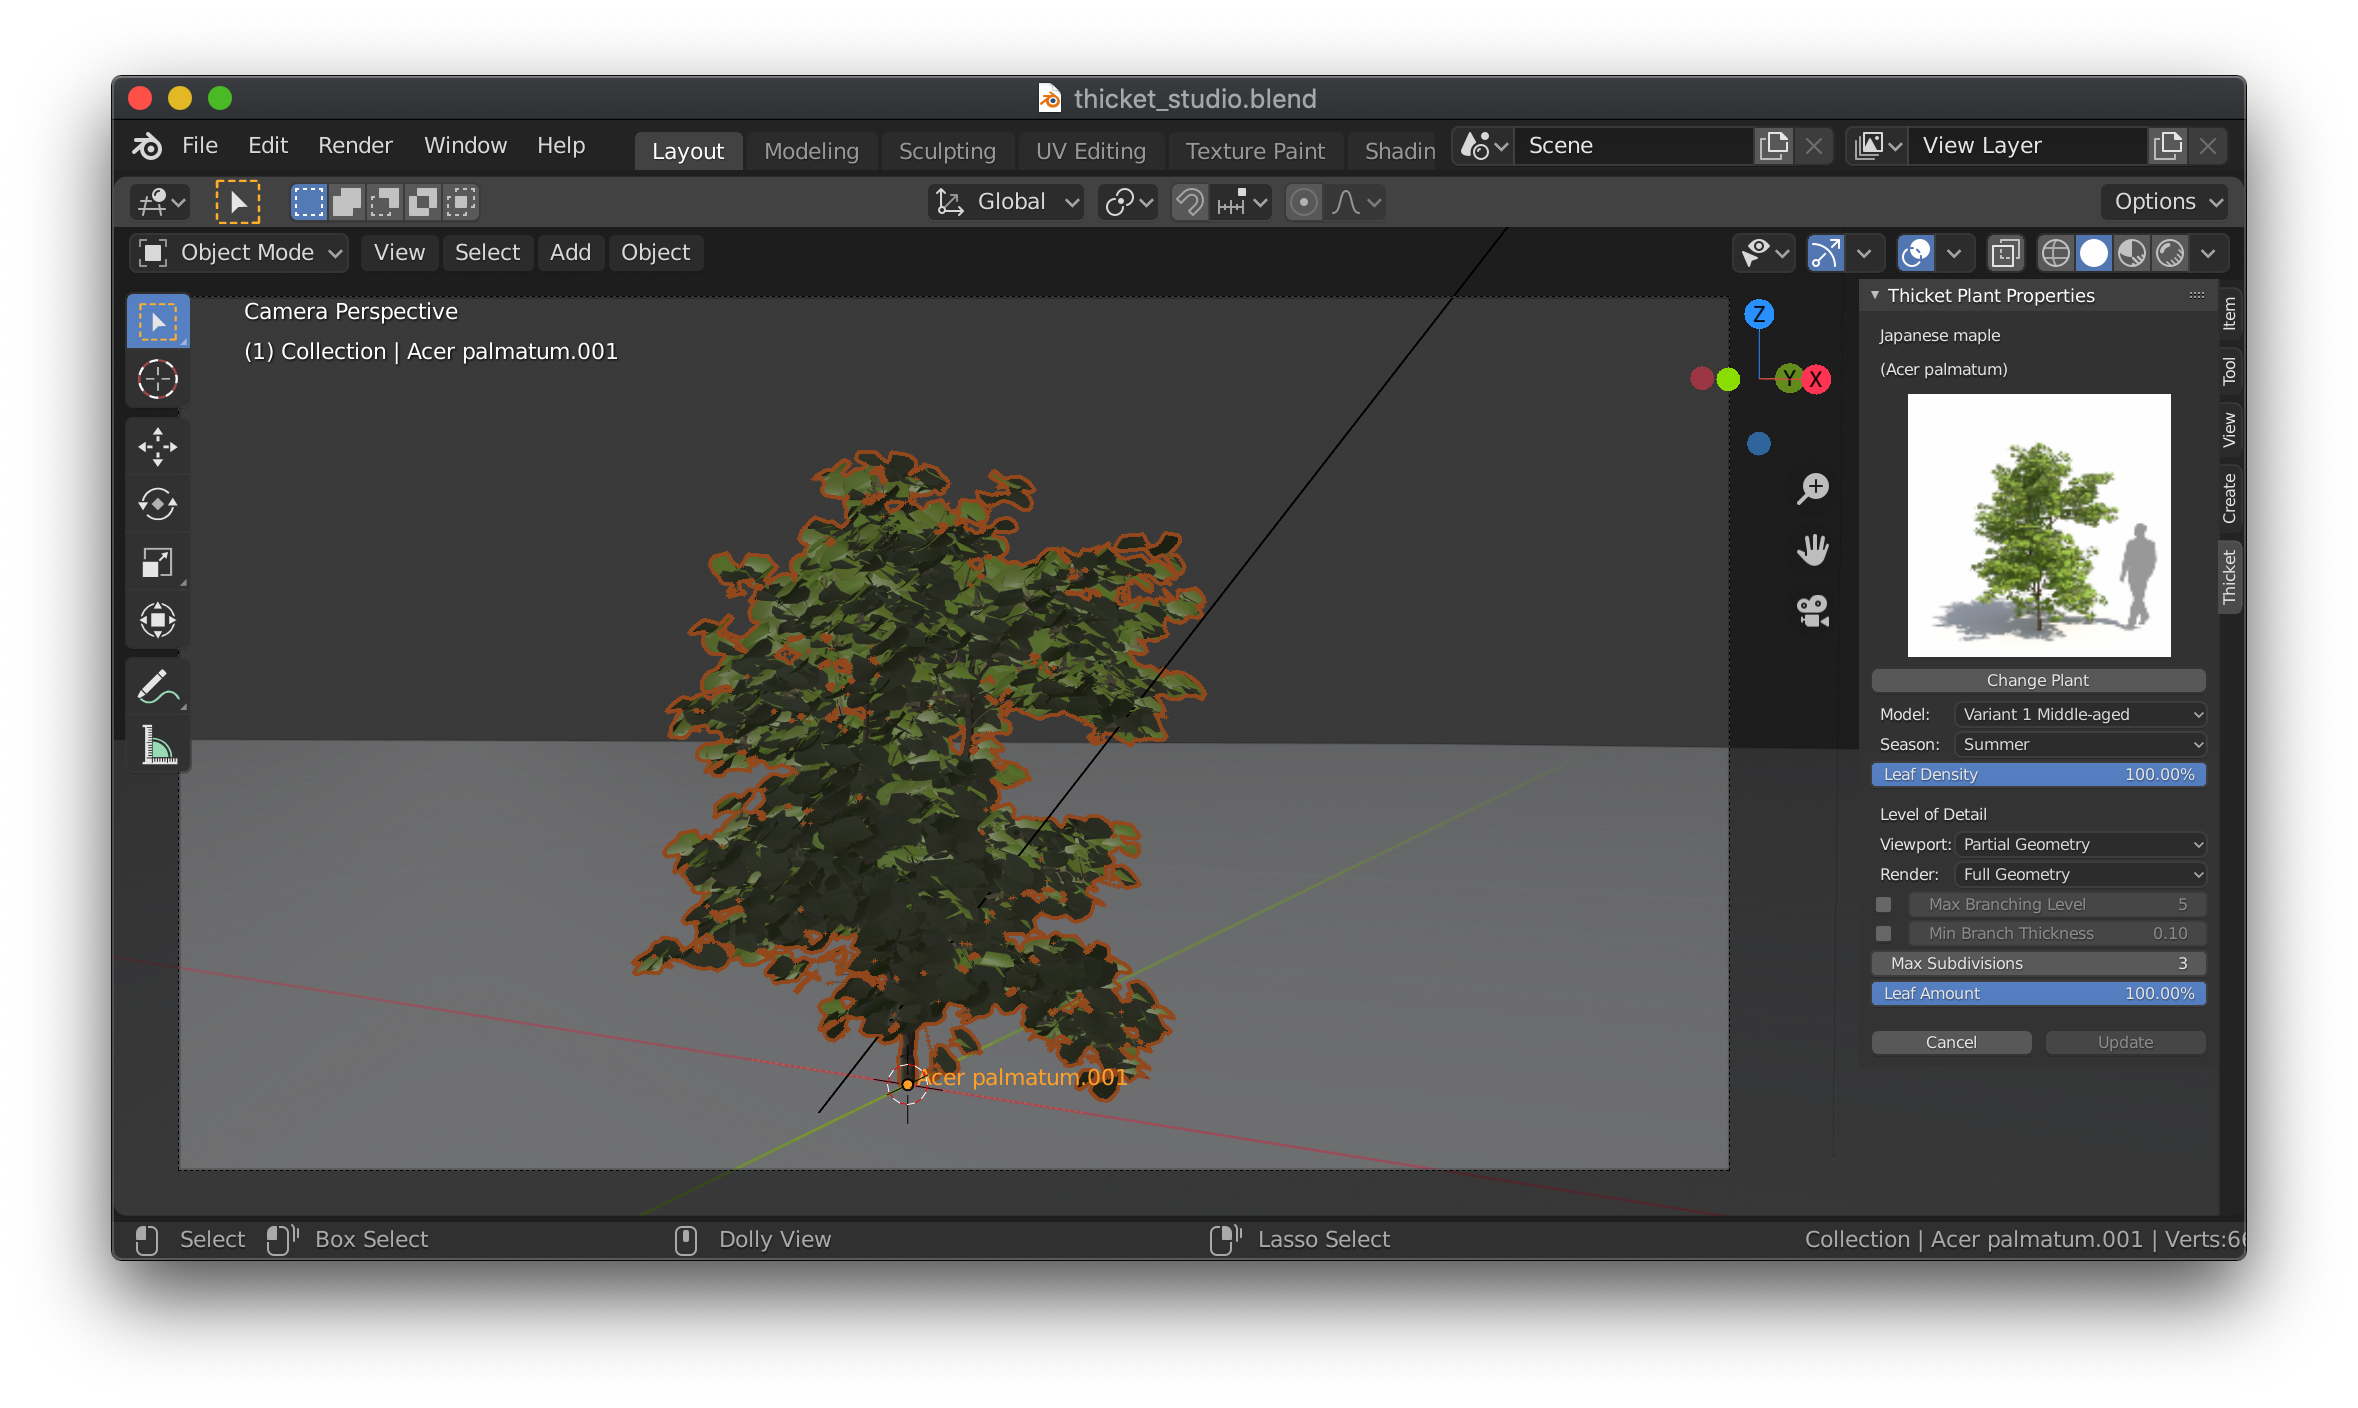 thicket_studio.blend
File Edit Render Window Help Layout Modeling Sculpting UV Editing Texture Paint Shadin Scene View Layer
Global Options
Object Mode View Select Add Object
Camera Perspective
(1) Collection | Acer palmatum.001
Z
Y X
Acer palmatum.001
Thicket Plant Properties
Japanese maple
(Acer palmatum)
Change Plant
Model: Variant 1 Middle-aged
Season: Summer
Leaf Density 100.00%
Level of Detail
Viewport: Partial Geometry
Render: Full Geometry
Max Branching Level 5
Min Branch Thickness 0.10
Max Subdivisions 3
Leaf Amount 100.00%
Cancel Update
Item
Tool
View
Create
Thicket
Select Box Select Dolly View Lasso Select Collection | Acer palmatum.001 | Verts:66